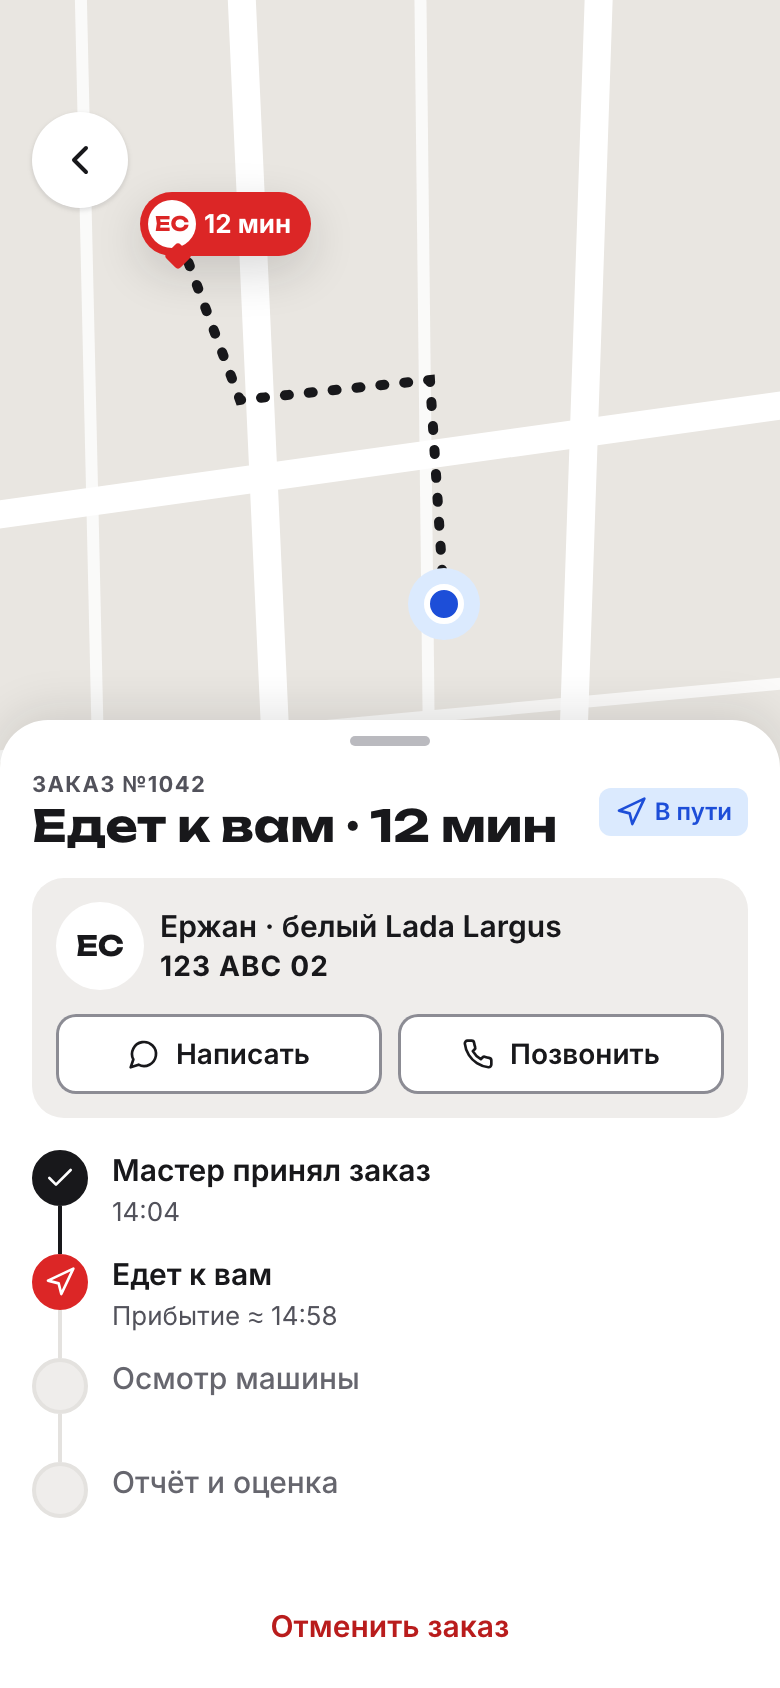 ЕС 12 мин
ЗАКАЗ №1042
Едет к вам · 12 мин
В пути
ЕС
Ержан · белый Lada Largus
123 ABC 02
Написать
Позвонить
Мастер принял заказ
14:04
Едет к вам
Прибытие ≈ 14:58
Осмотр машины
Отчёт и оценка
Отменить заказ